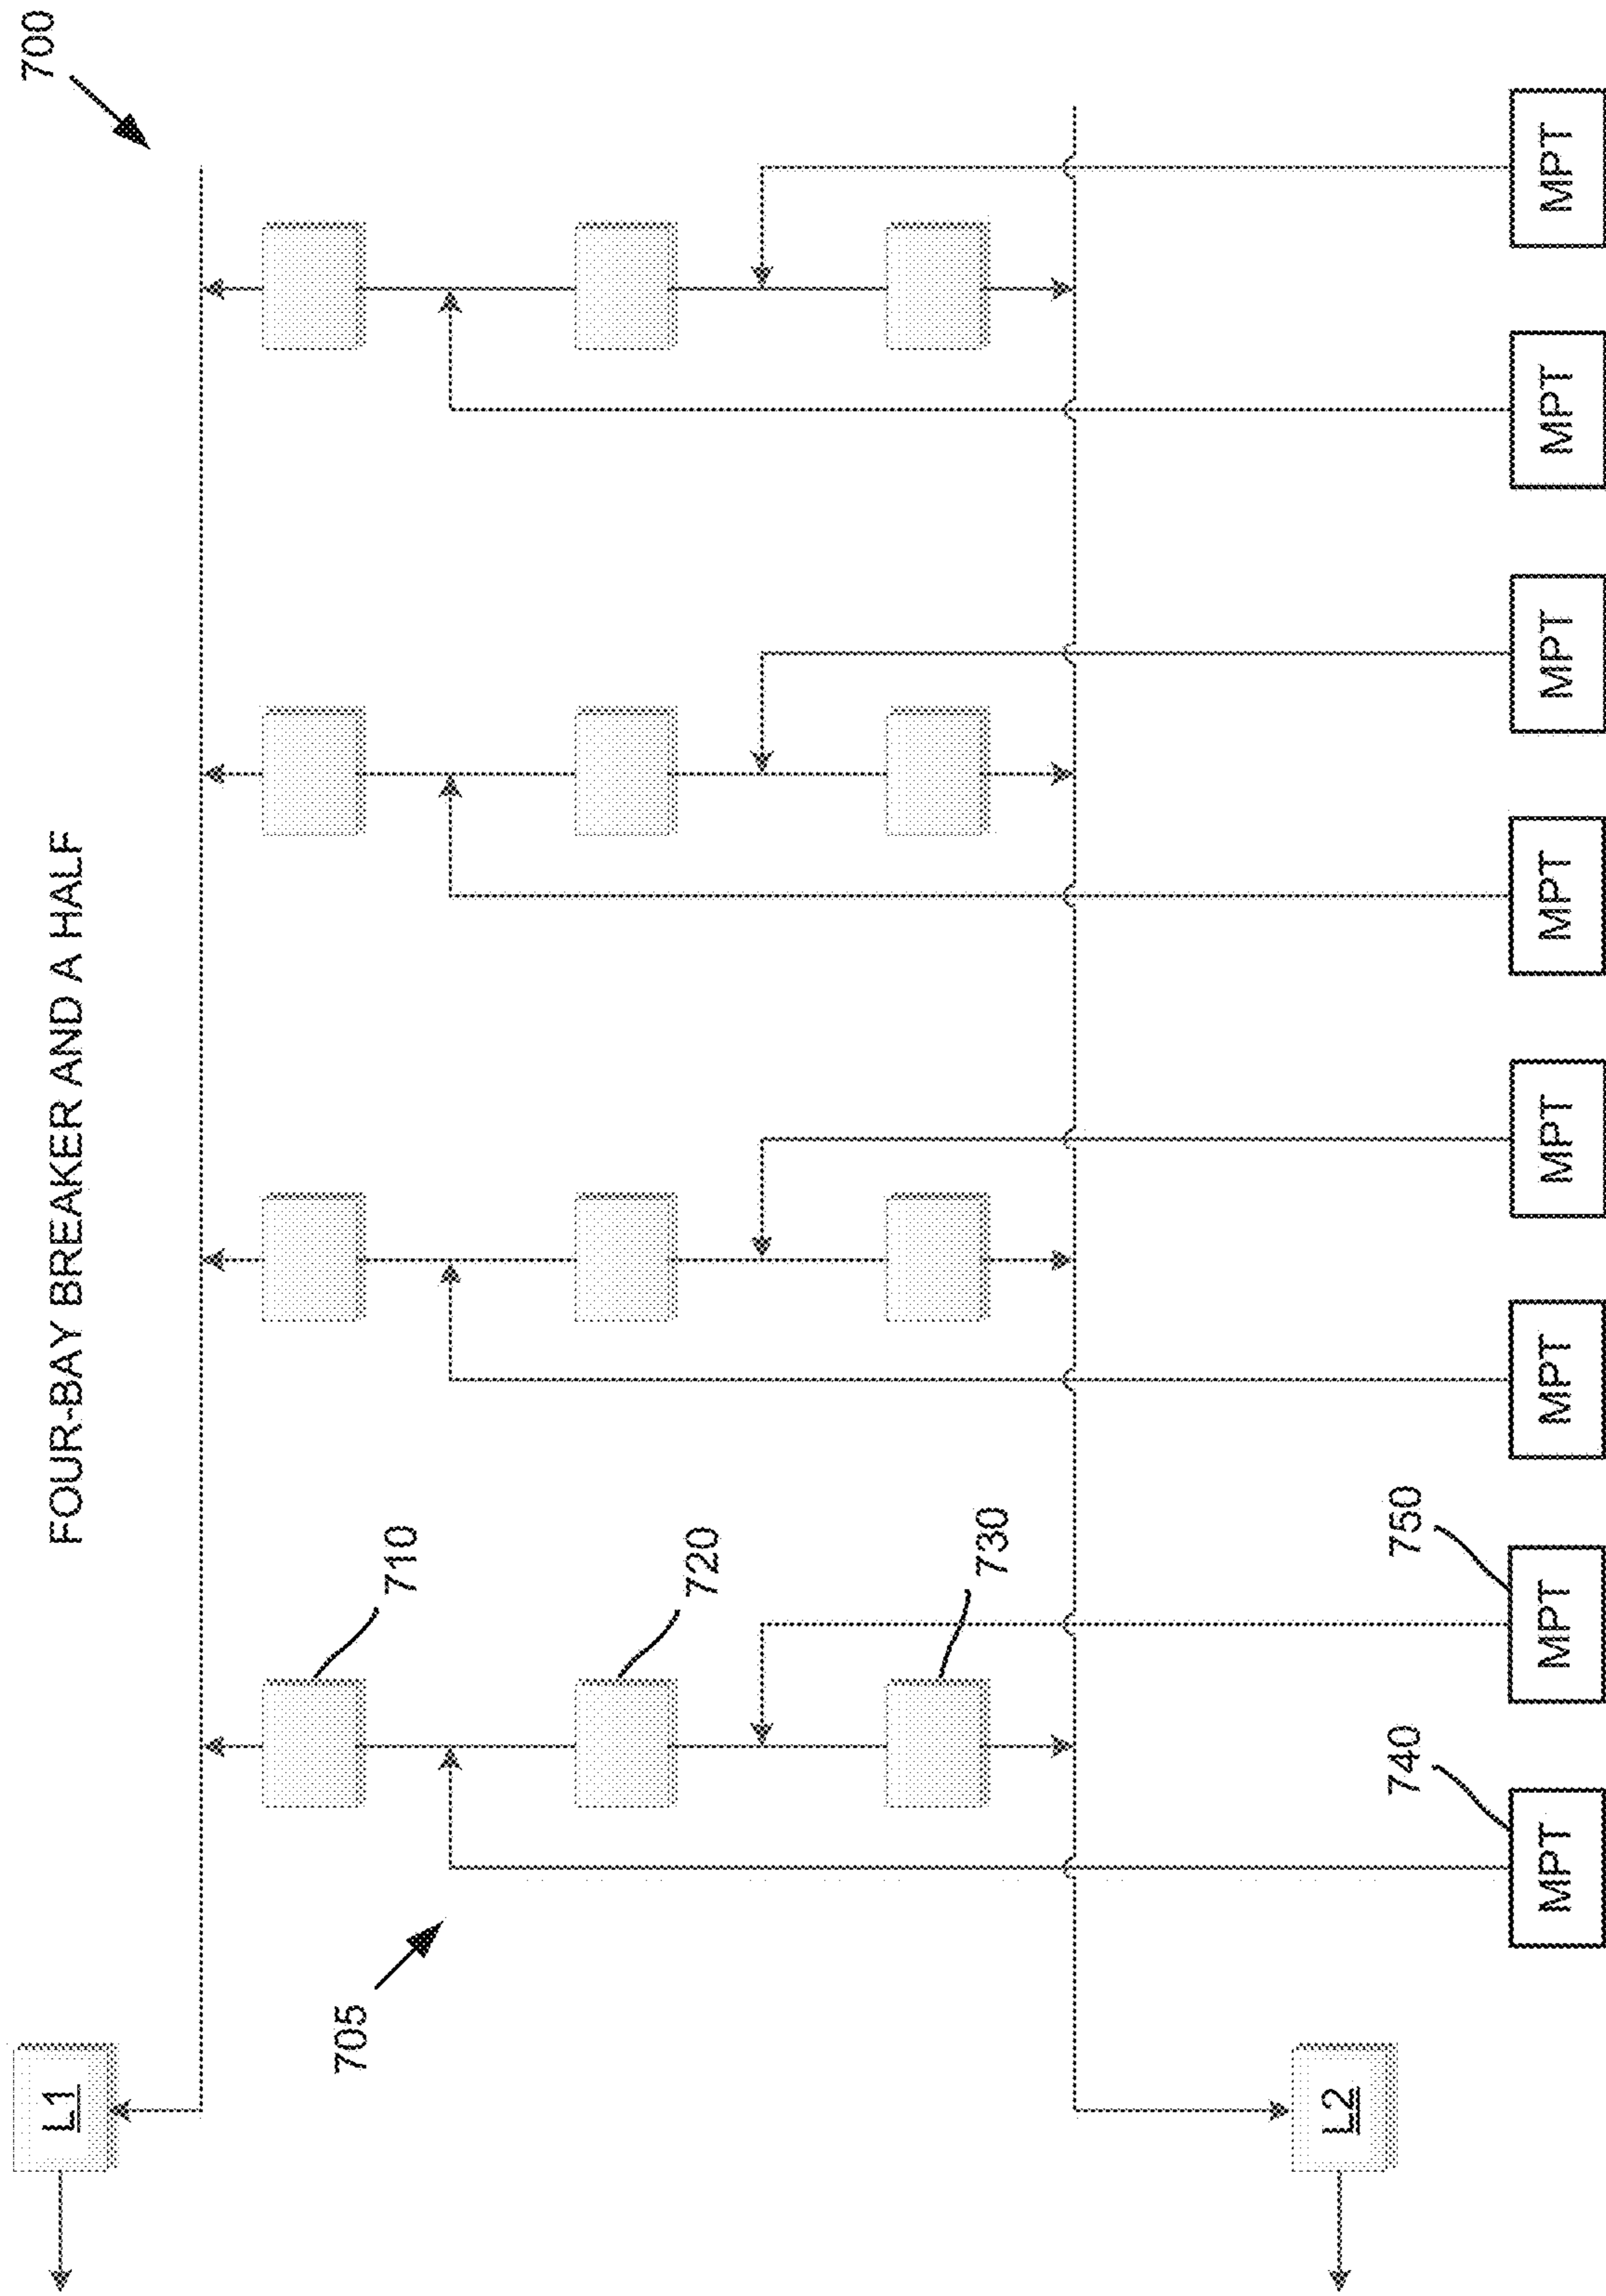 FOUR-BAY BREAKER AND A HALF
700
L1
705
710
720
730
740
750
L2
MPT
MPT
MPT
MPT
MPT
MPT
MPT
MPT